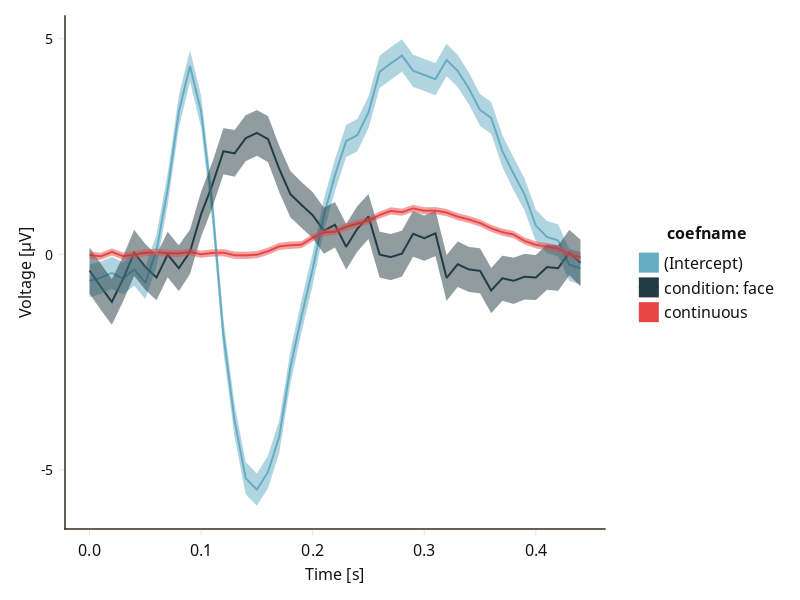 5
0
-5
Voltage [µV]
0.0 0.1 0.2 0.3 0.4
Time [s]
coefname
(Intercept)
condition: face
continuous